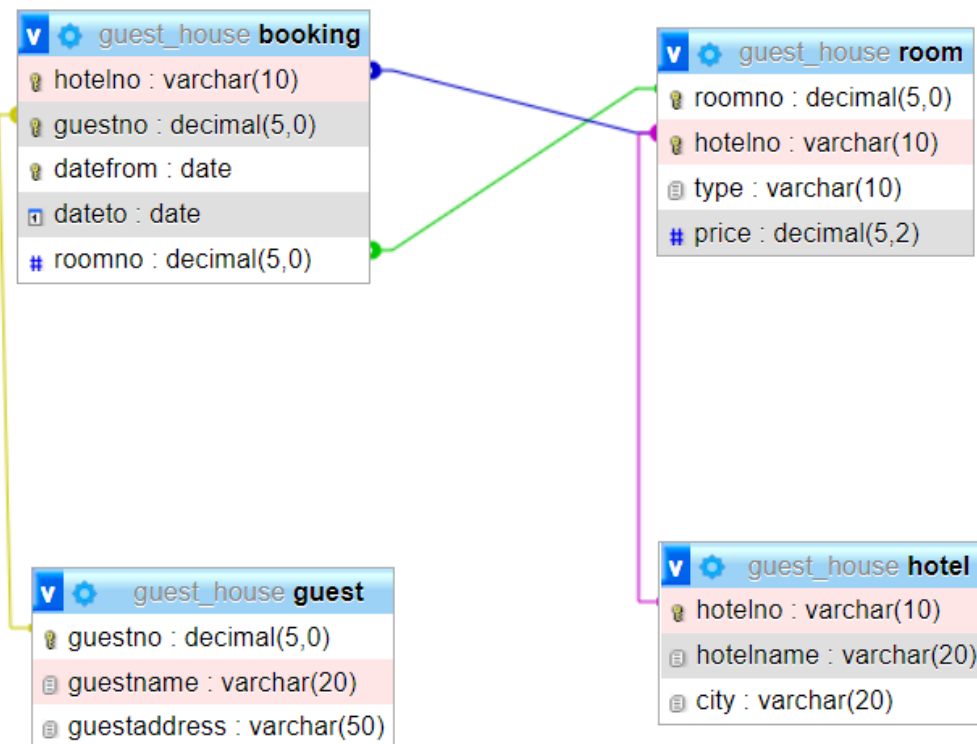 v guest_house booking
hotelno : varchar(10)
guestno : decimal(5,0)
datefrom : date
1 dateto : date
# roomno : decimal(5,0)
v guest_house room
roomno : decimal(5,0)
hotelno : varchar(10)
type : varchar(10)
# price : decimal(5,2)
v guest_house guest
guestno : decimal(5,0)
guestname : varchar(20)
guestaddress : varchar(50)
v guest_house hotel
hotelno : varchar(10)
hotelname : varchar(20)
city : varchar(20)